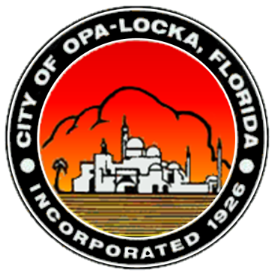 CITY OF OPA-LOCKA, FLORIDA
INCORPORATED 1926